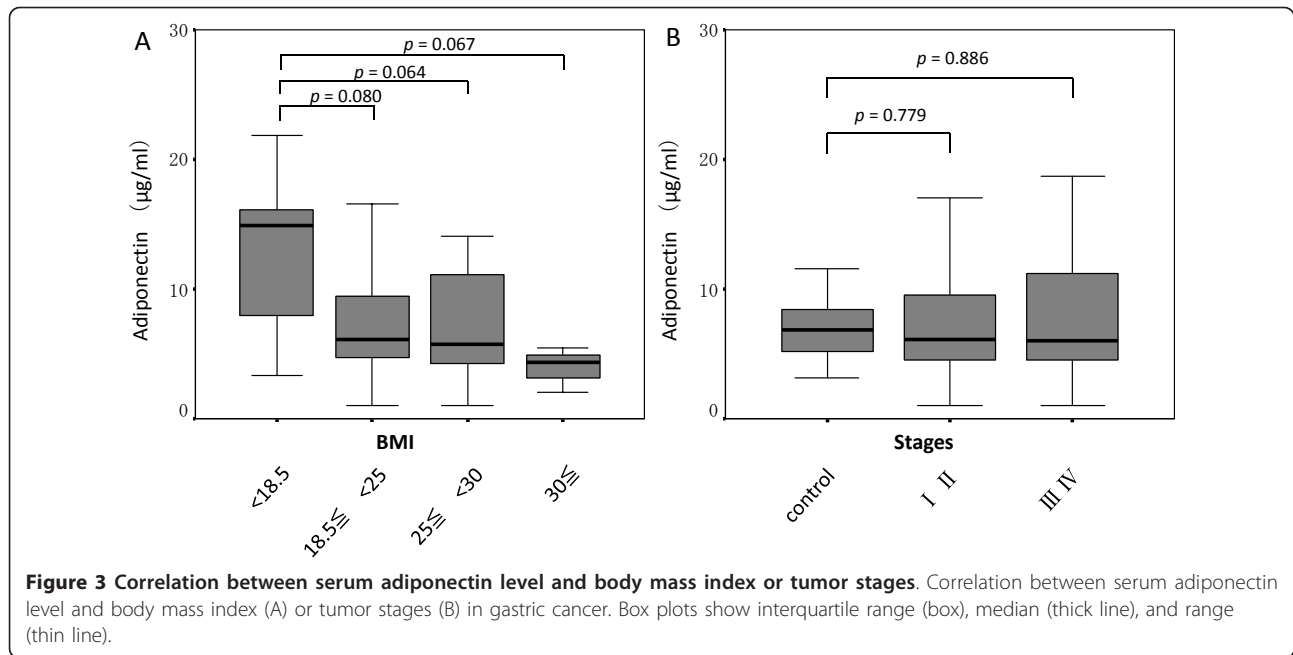 A
B
30
20
10
0
Adiponectin (μg/ml)
p = 0.067
p = 0.064
p = 0.080
BMI
<18.5
18.5≦ <25
25≦ <30
30≦
30
20
10
0
Adiponectin (μg/ml)
p = 0.886
p = 0.779
Stages
control
Ⅰ Ⅱ
Ⅲ Ⅳ
Figure 3 Correlation between serum adiponectin level and body mass index or tumor stages. Correlation between serum adiponectin
level and body mass index (A) or tumor stages (B) in gastric cancer. Box plots show interquartile range (box), median (thick line), and range
(thin line).